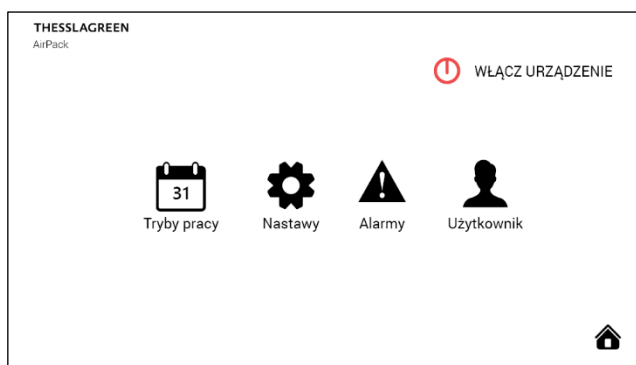 THESSLAGREEN
AirPack
WŁĄCZ URZĄDZENIE
31
Tryby pracy
Nastawy
Alarmy
Użytkownik